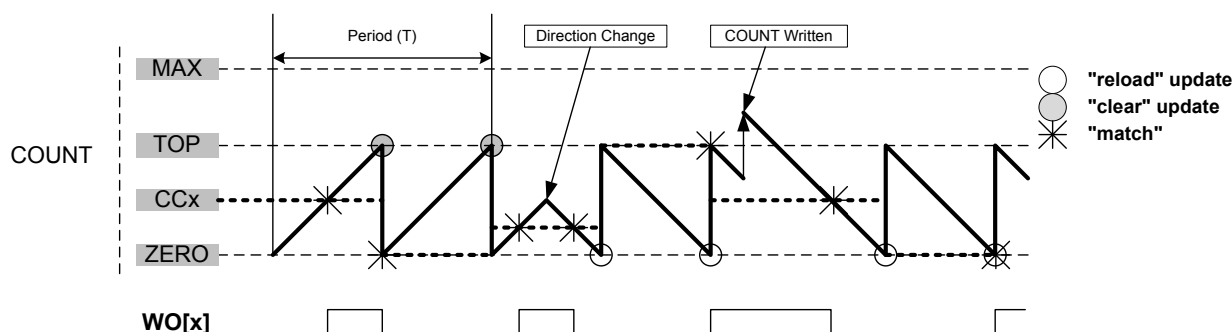 Period (T)
Direction Change
COUNT Written
MAX
"reload" update
"clear" update
TOP
"match"
COUNT
CCx
ZERO
WO[x]